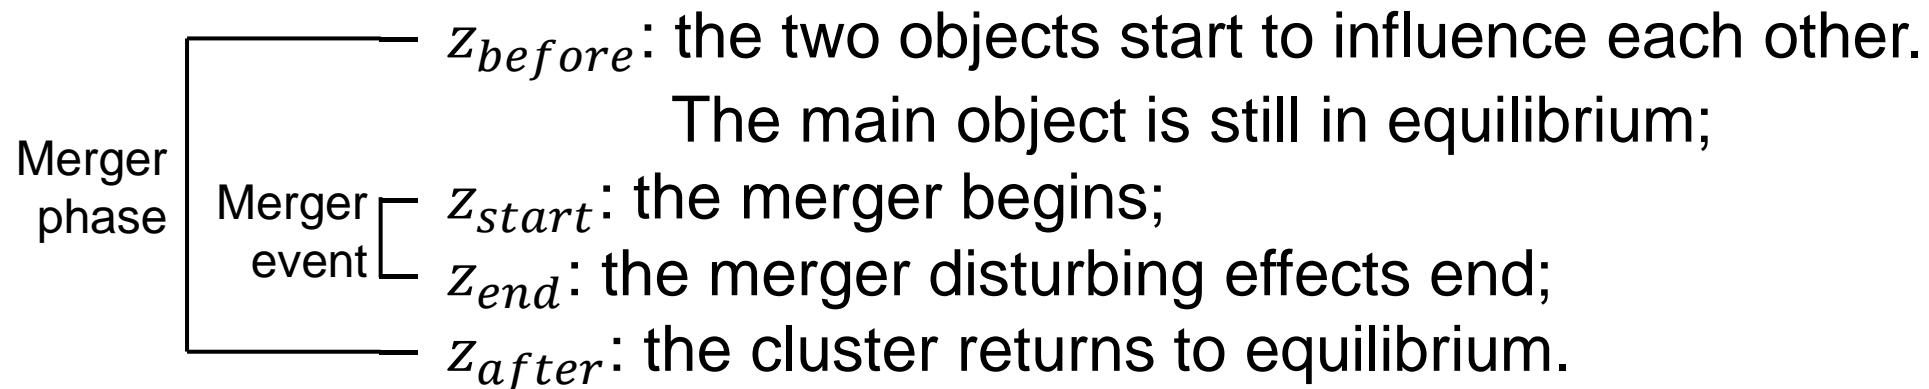 z_before: the two objects start to influence each other.
The main object is still in equilibrium;
Merger
phase
Merger
event
z_start: the merger begins;
z_end: the merger disturbing effects end;
z_after: the cluster returns to equilibrium.